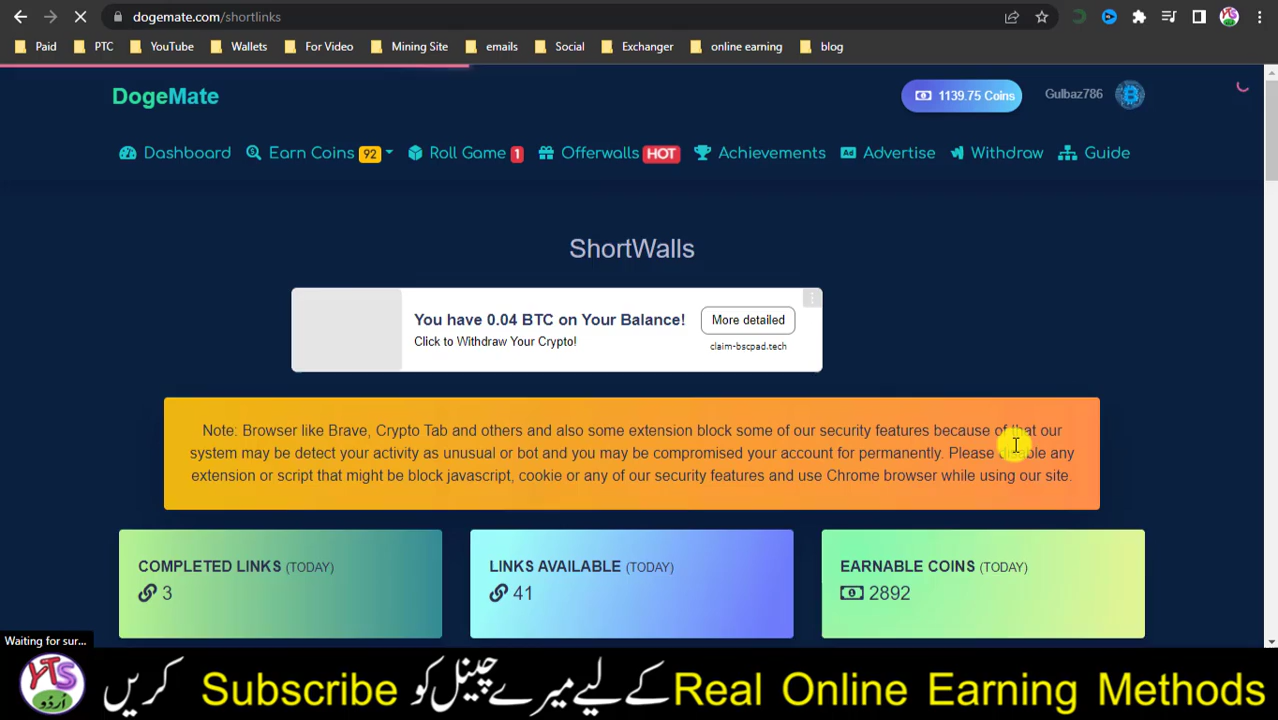 dogemate.com/shortlinks
Paid PTC YouTube Wallets For Video Mining Site emails Social Exchanger online earning blog
DogeMate 1139.75 Coins Gulbaz786
Dashboard Earn Coins 92 Roll Game 1 Offerwalls HOT Achievements Advertise Withdraw Guide
ShortWalls
You have 0.04 BTC on Your Balance! More detailed
Click to Withdraw Your Crypto! claim-bscpad.tech
Note: Browser like Brave, Crypto Tab and others and also some extension block some of our security features because of that our
system may be detect your activity as unusual or bot and you may be compromised your account for permanently. Please disable any
extension or script that might be block javascript, cookie or any of our security features and use Chrome browser while using our site.
COMPLETED LINKS (TODAY) LINKS AVAILABLE (TODAY) EARNABLE COINS (TODAY)
3 41 2892
Waiting for sur...
YTS اُردُو
Real Online Earning Methods کے لیے میرے چینل کو Subscribe کریں